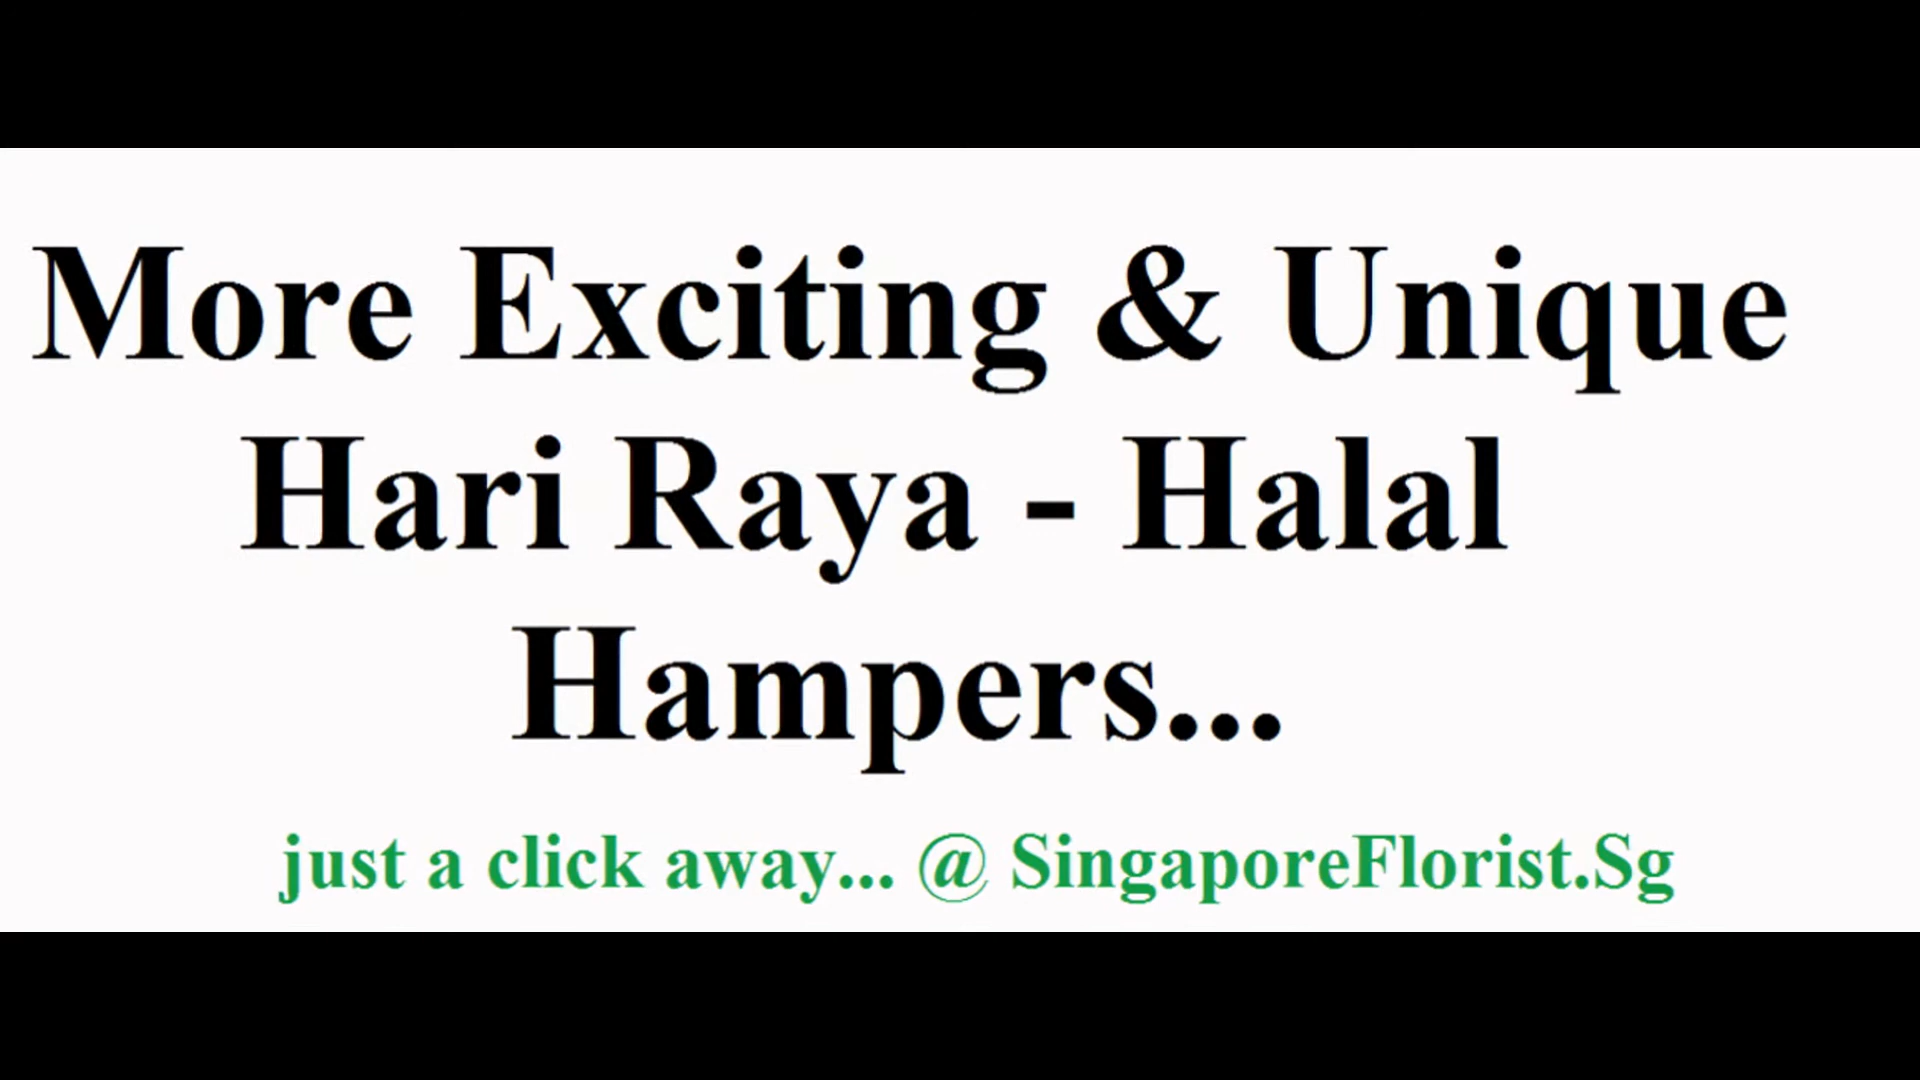 More Exciting & Unique
Hari Raya - Halal
Hampers...
just a click away... @ SingaporeFlorist.Sg